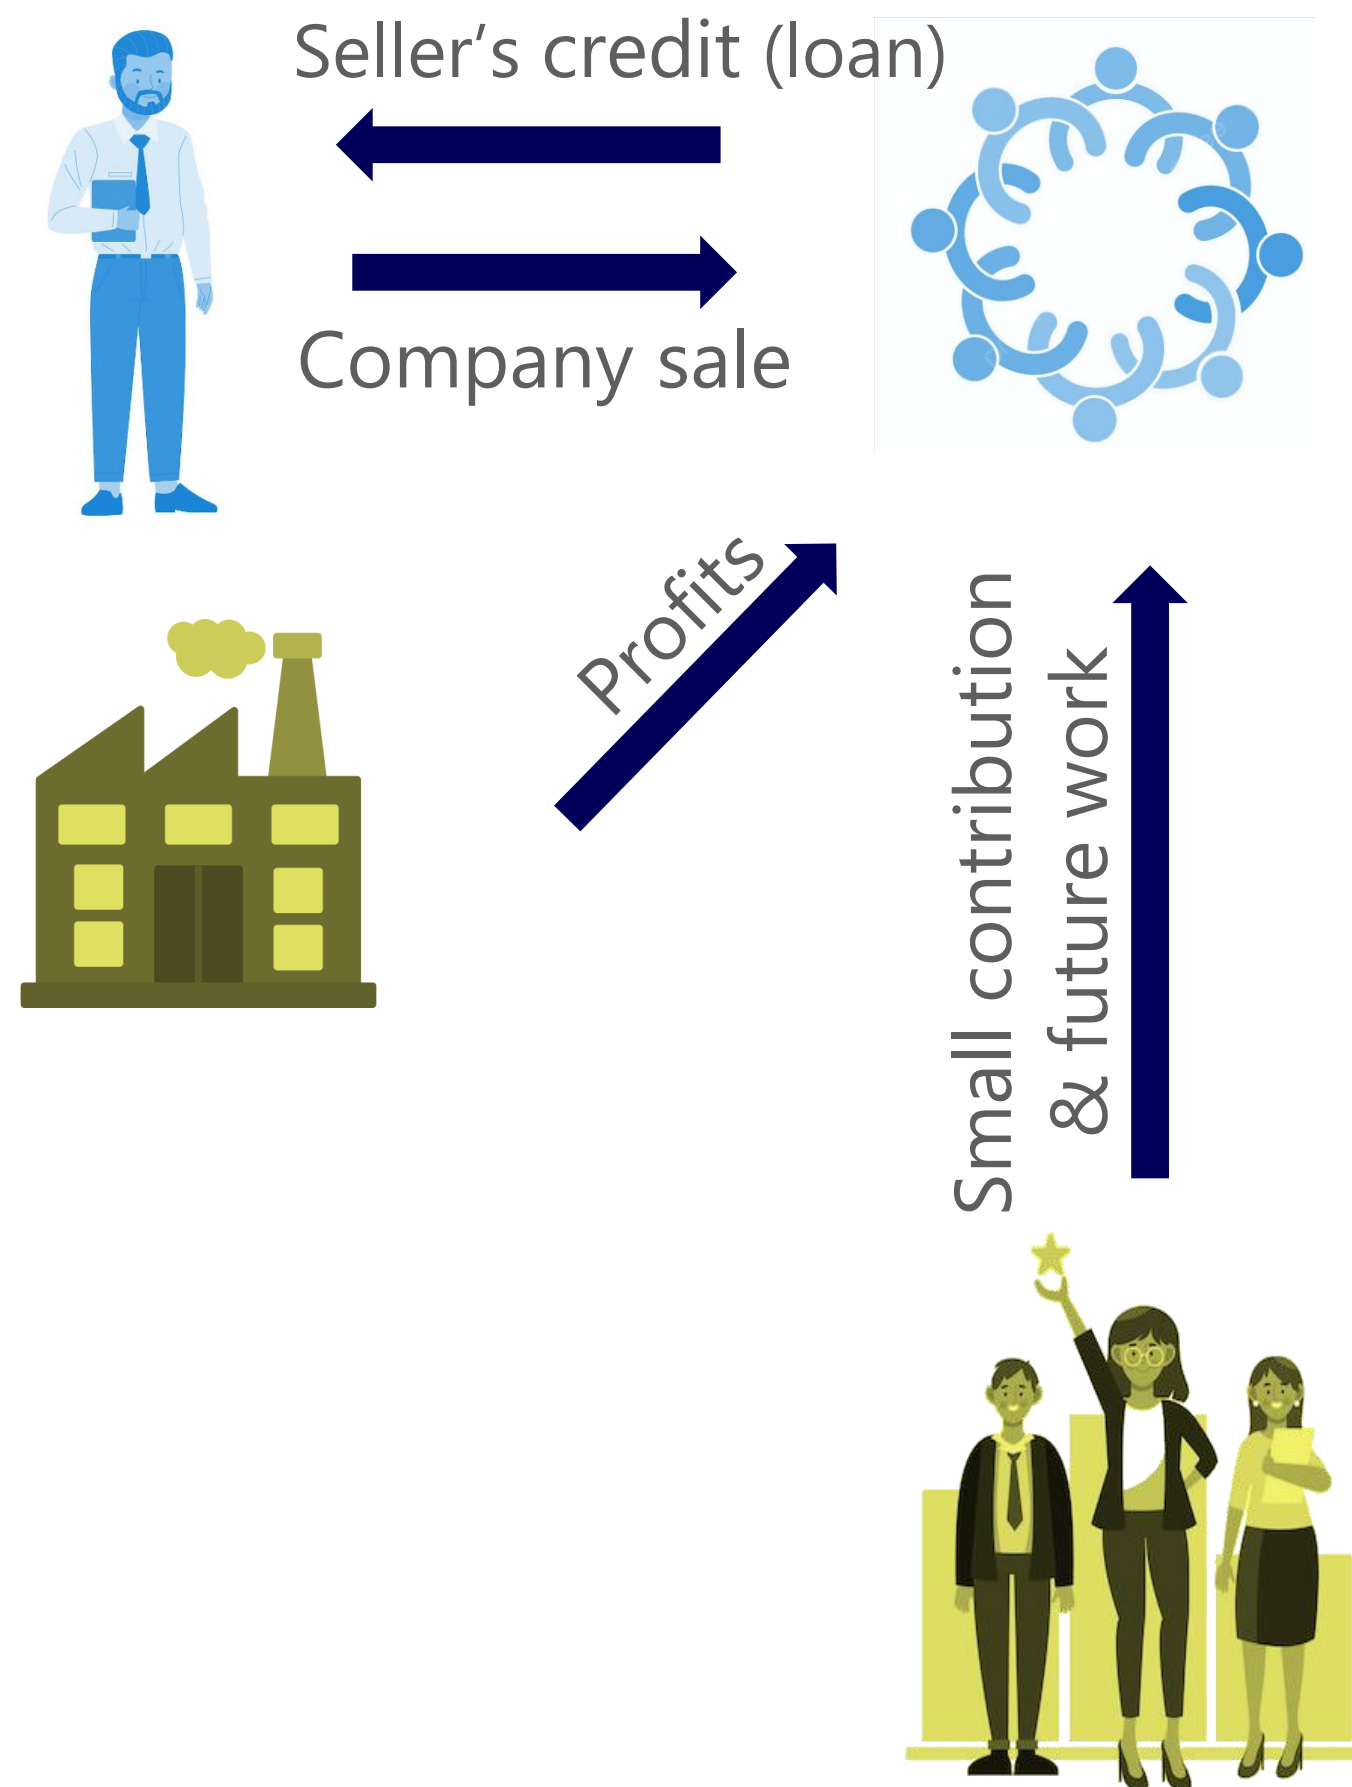 Seller’s credit (loan)
Company sale
Profits
Small contribution
& future work